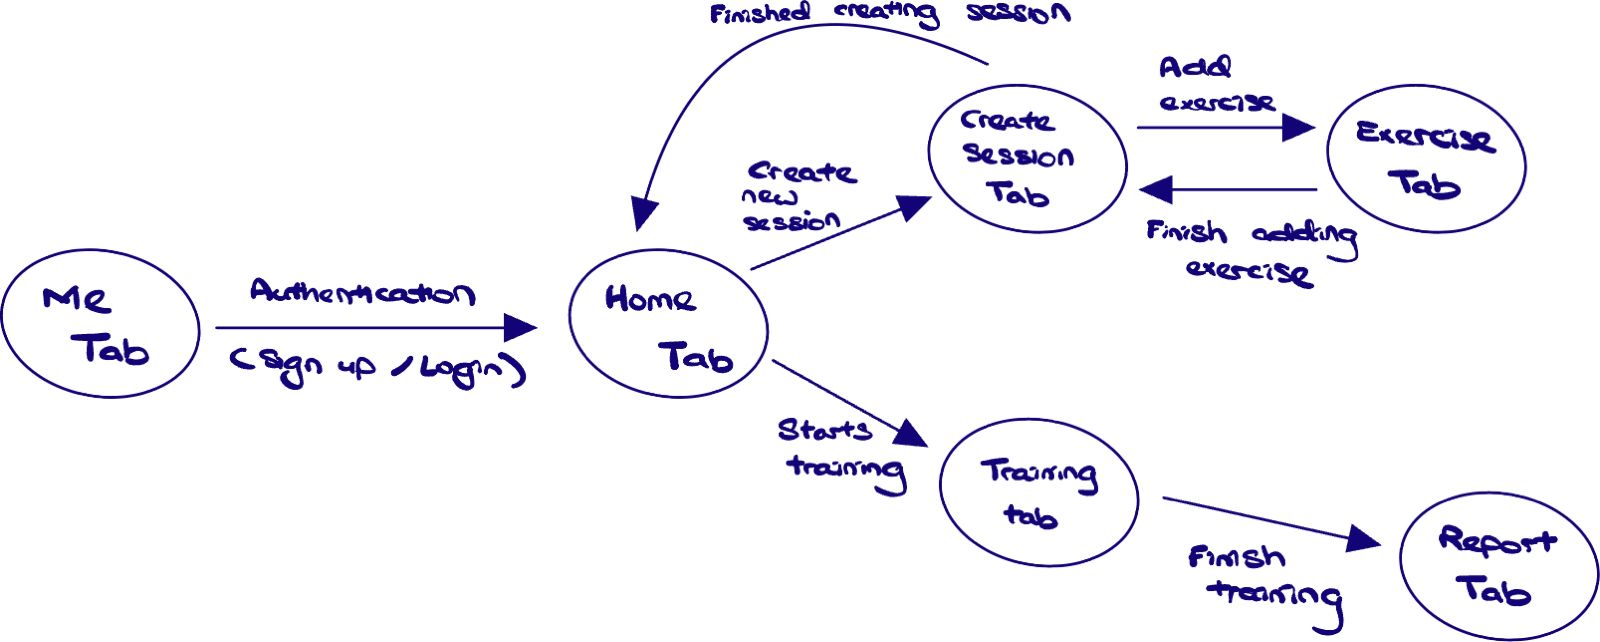 Finished creating session
Add
exercise
Create
Session
Tab
Exercise
Tab
Create
new
session
Finish adding
exercise
Me
Tab
Authentication
(Sign up / Login)
Home
Tab
Starts
training
Training
tab
Finish
training
Report
Tab